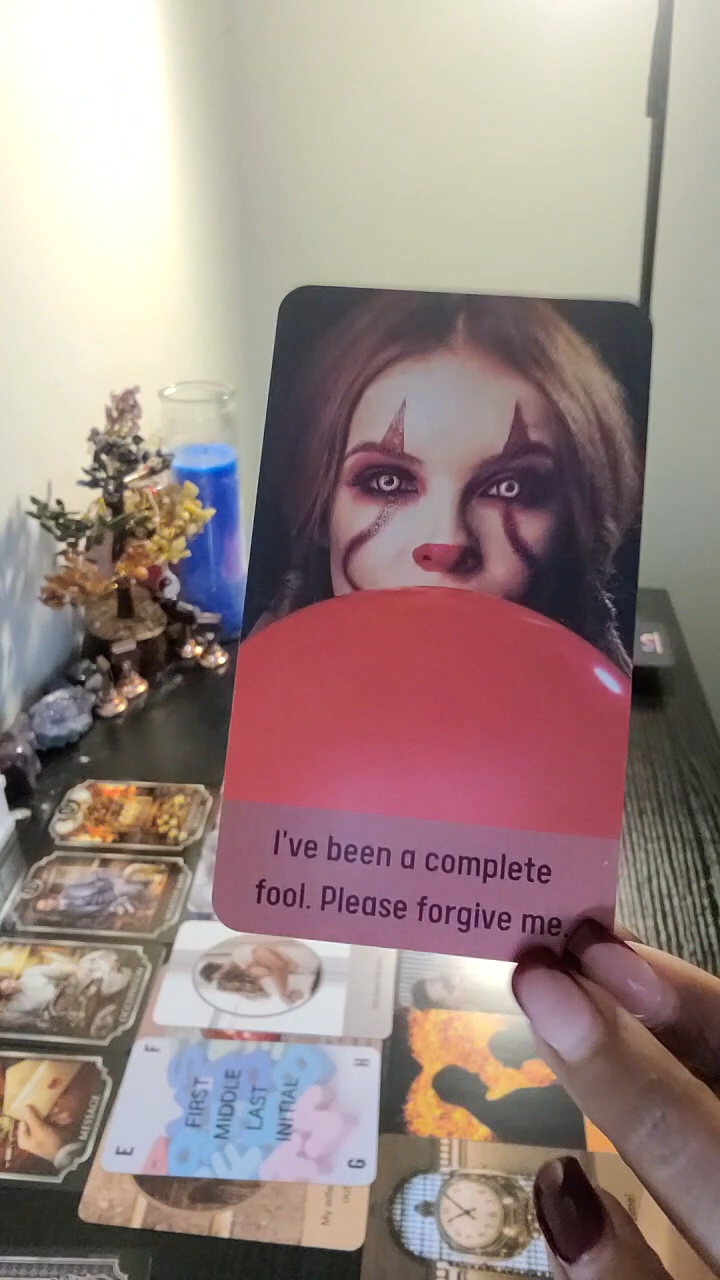 I've been a complete
fool. Please forgive me.
F
H
FIRST
MIDDLE
LAST
INITIAL
E
G
MESSAGE